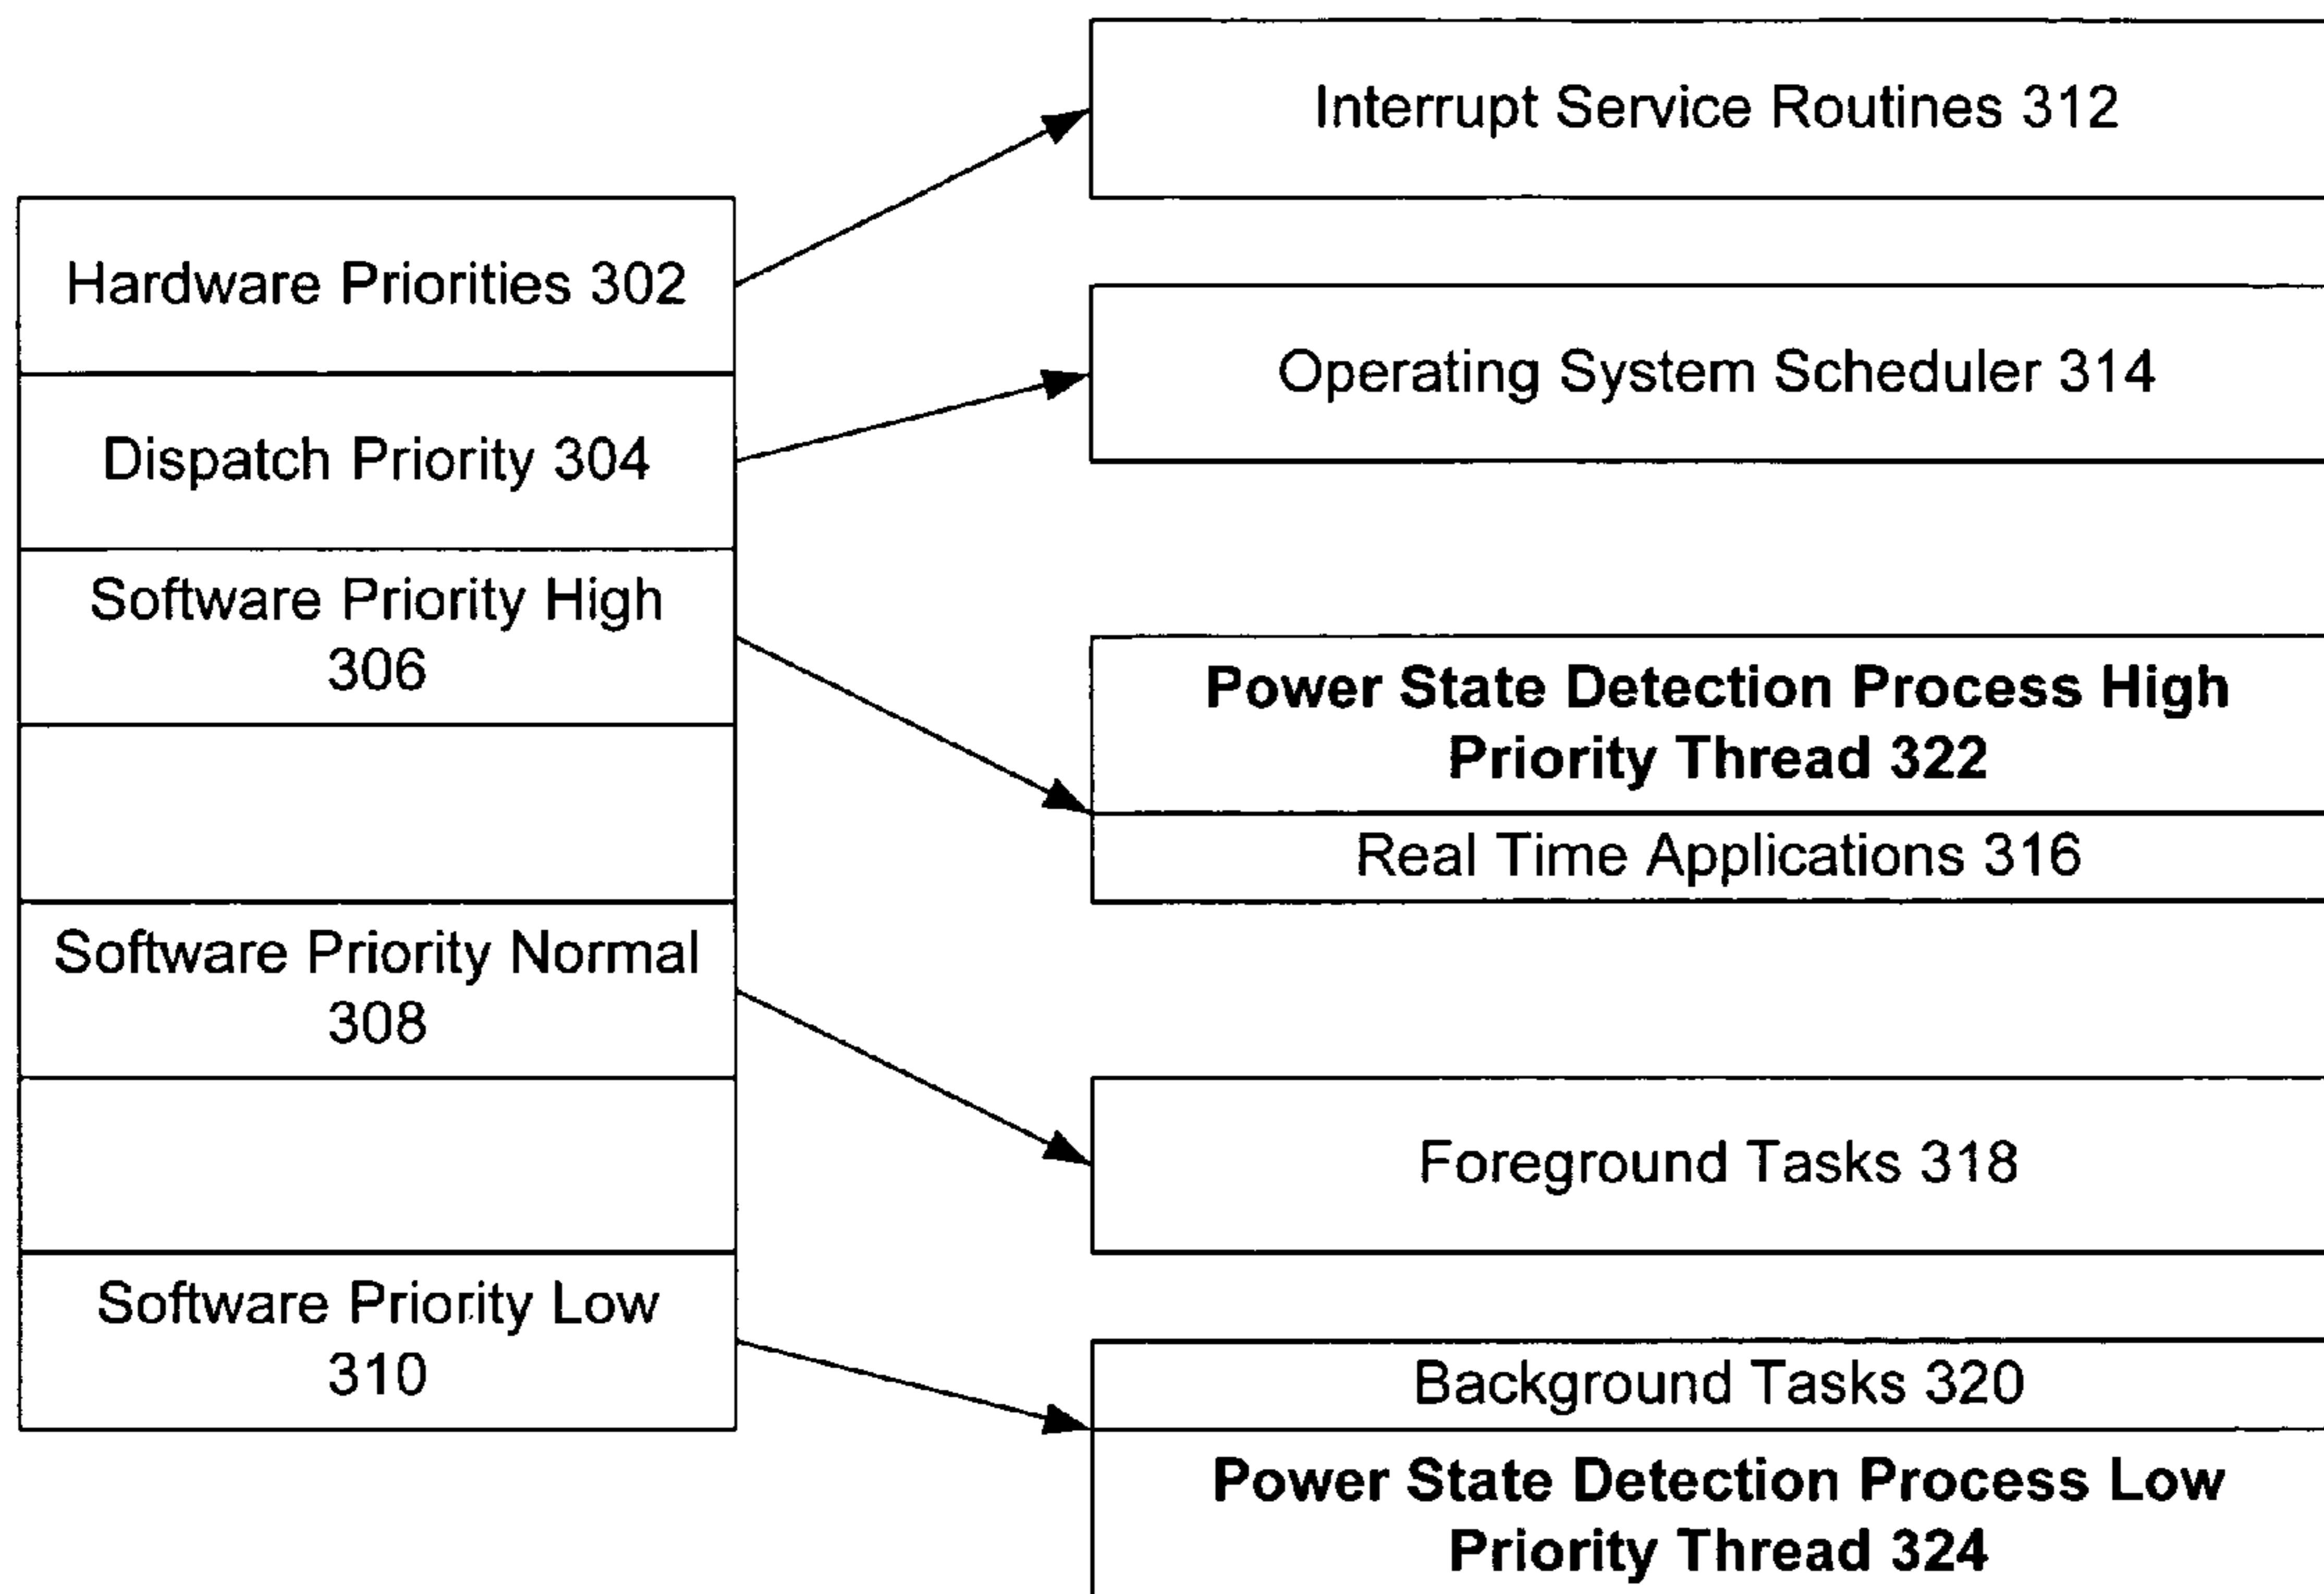 Interrupt Service Routines 312
Hardware Priorities 302
Operating System Scheduler 314
Dispatch Priority 304
Software Priority High
306
Power State Detection Process High
Priority Thread 322
Real Time Applications 316
Software Priority Normal
308
Foreground Tasks 318
Software Priority Low
310
Background Tasks 320
Power State Detection Process Low
Priority Thread 324